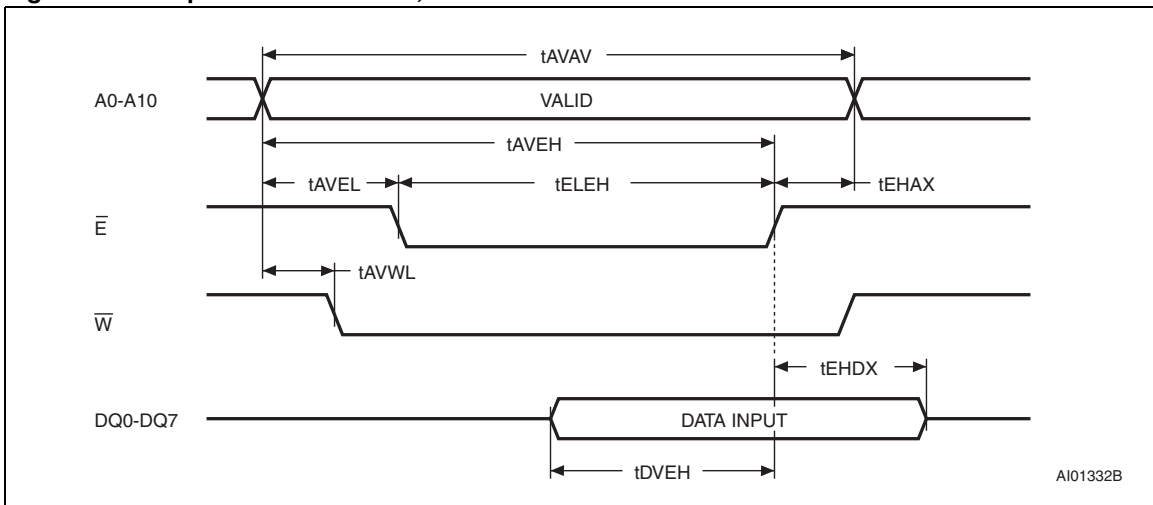 tAVAV
A0-A10
VALID
tAVEH
tAVEL
tELEH
tEHAX
E̅
tAVWL
W̅
tEHDX
DQ0-DQ7
DATA INPUT
tDVEH
AI01332B